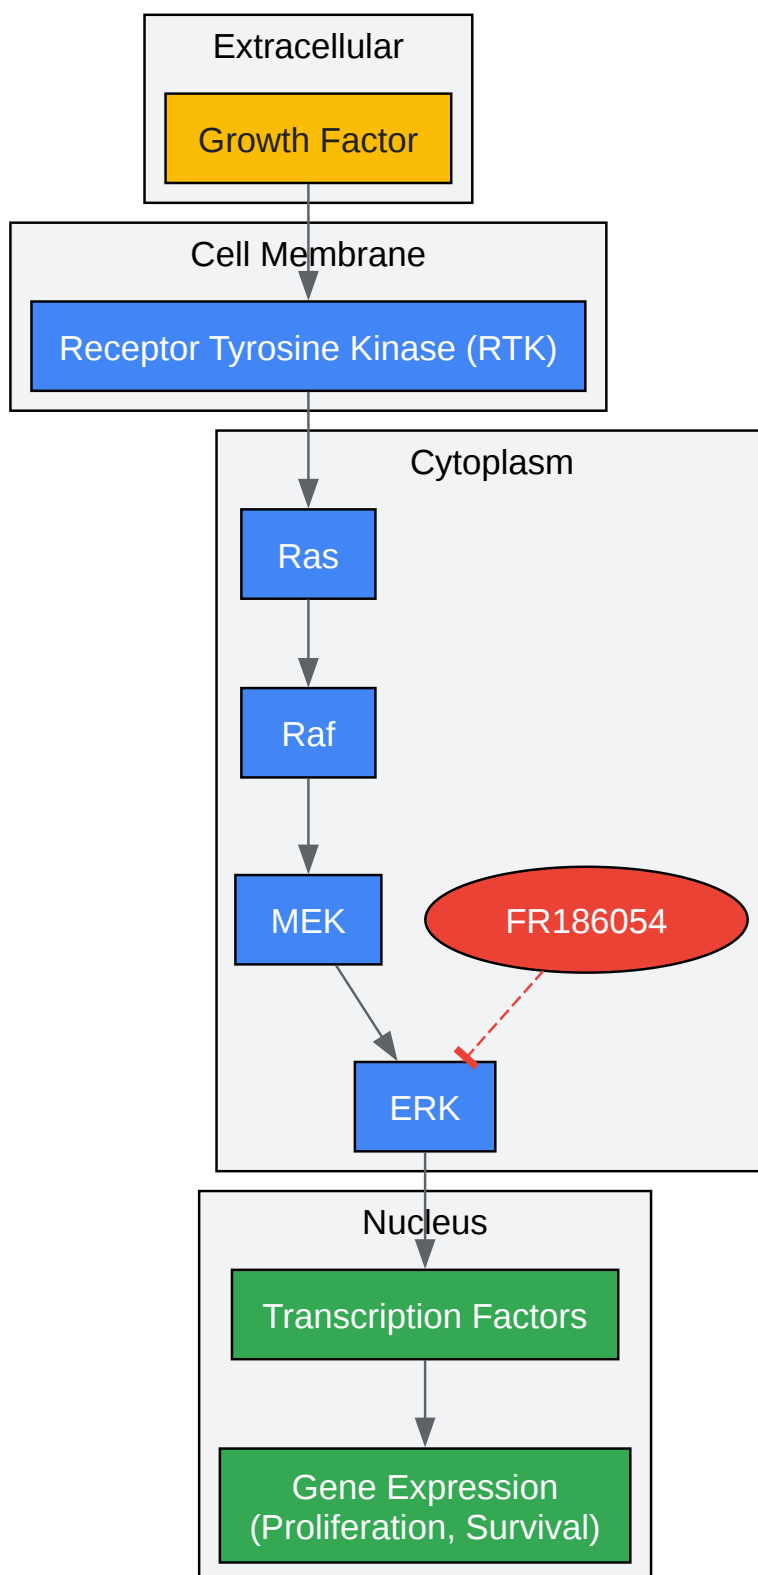 Extracellular
Growth Factor
Cell Membrane
Receptor Tyrosine Kinase (RTK)
Cytoplasm
Ras
Raf
MEK
FR186054
ERK
Nucleus
Transcription Factors
Gene Expression
(Proliferation, Survival)